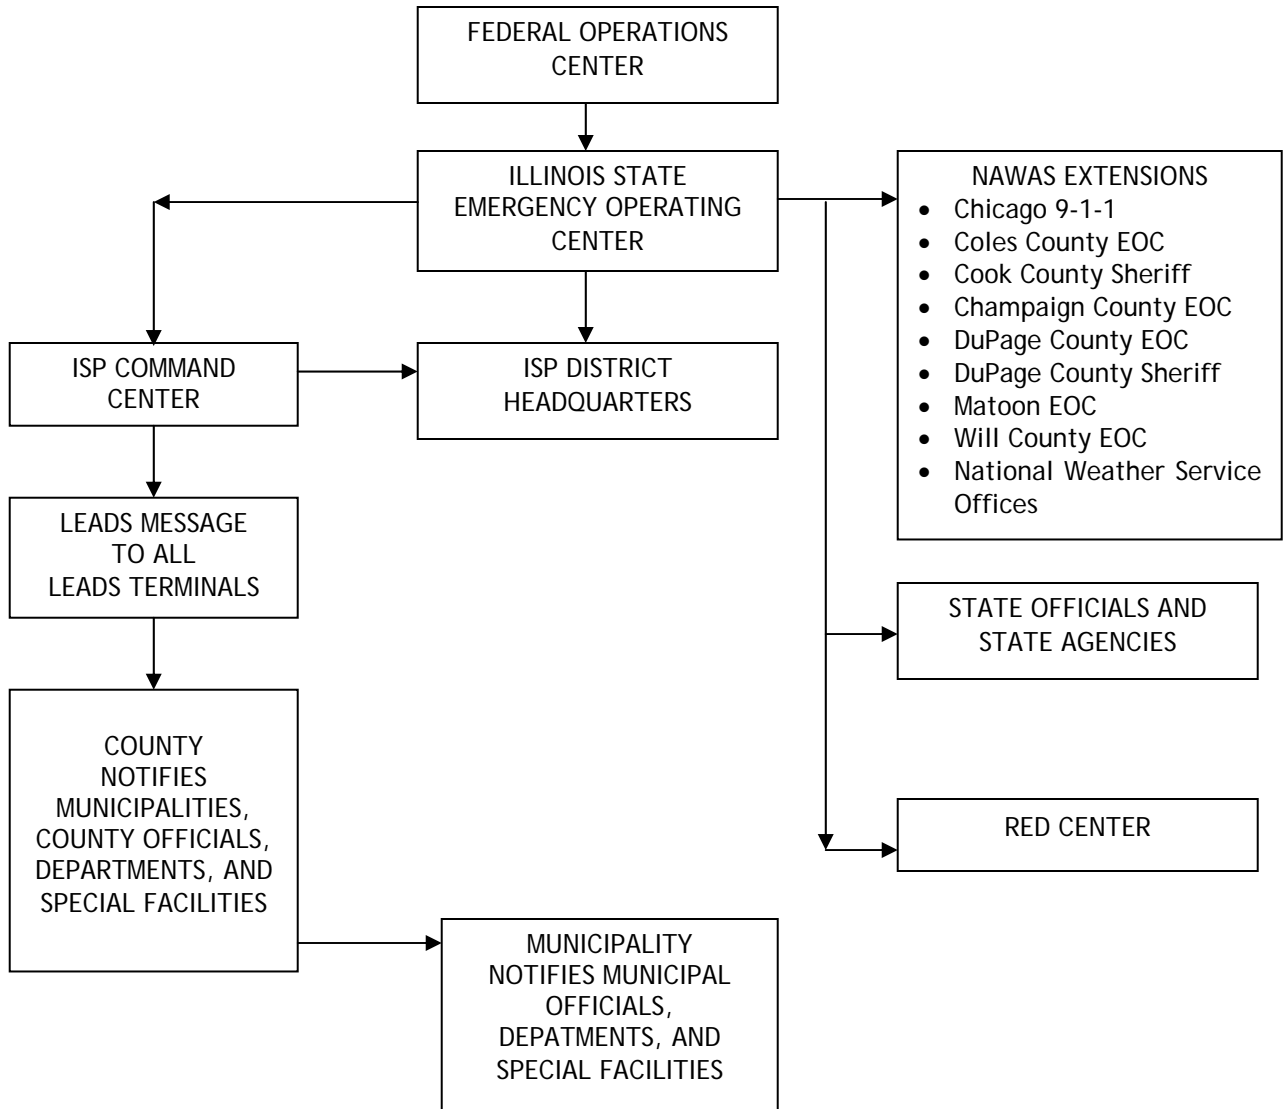 FEDERAL OPERATIONS
CENTER
ILLINOIS STATE
EMERGENCY OPERATING
CENTER
NAWAS EXTENSIONS
• Chicago 9-1-1
• Coles County EOC
• Cook County Sheriff
• Champaign County EOC
• DuPage County EOC
• DuPage County Sheriff
• Matoon EOC
• Will County EOC
• National Weather Service
Offices
ISP COMMAND
CENTER
ISP DISTRICT
HEADQUARTERS
LEADS MESSAGE
TO ALL
LEADS TERMINALS
STATE OFFICIALS AND
STATE AGENCIES
COUNTY
NOTIFIES
MUNICIPALITIES,
COUNTY OFFICIALS,
DEPARTMENTS, AND
SPECIAL FACILITIES
RED CENTER
MUNICIPALITY
NOTIFIES MUNICIPAL
OFFICIALS,
DEPATMENTS, AND
SPECIAL FACILITIES